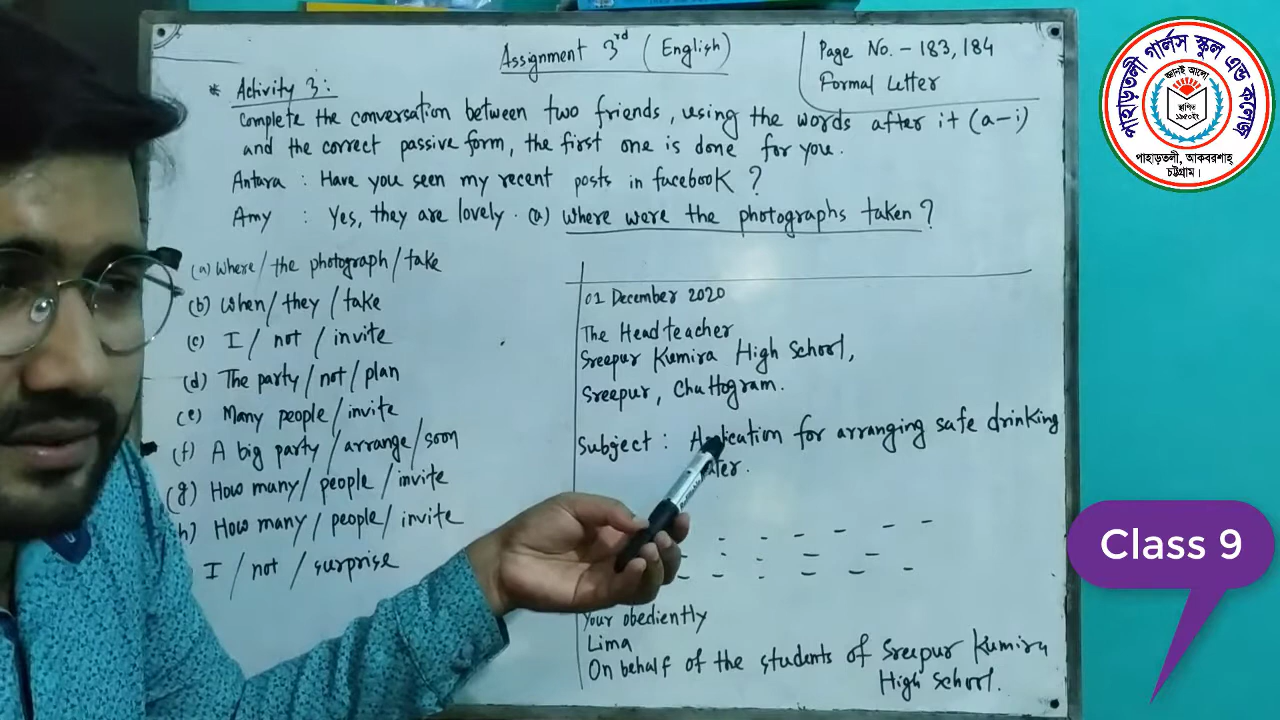 Assignment 3rd (English)
Page No. - 183, 184
Formal Letter
* Activity 3:
Complete the conversation between two friends, using the words after it (a-i)
and the correct passive form, the first one is done for you.
Antara : Have you seen my recent posts in facebook ?
Amy : Yes, they are lovely. (a) where were the photographs taken ?
(a) Where / the photograph / take
(b) When / they / take
(c) I / not / invite
(d) The party / not / plan
(e) Many people / invite
(f) A big party / arrange / soon
(g) How many / people / invite
h) How many / people / invite
I / not / surprise
01 December 2020
The Headteacher
Sreepur Kumira High School,
Sreepur, Chattogram.
Subject : Application for arranging safe drinking
water.
Your obediently
Lima
On behalf of the students of Sreepur Kumira
High School.
পাহাড়তলী গার্লস স্কুল এন্ড কলেজ
জ্ঞানই আলো
স্থাপিত
১৯৫০ইং
পাহাড়তলী, আকবরশাহ্
চট্টগ্রাম।
Class 9